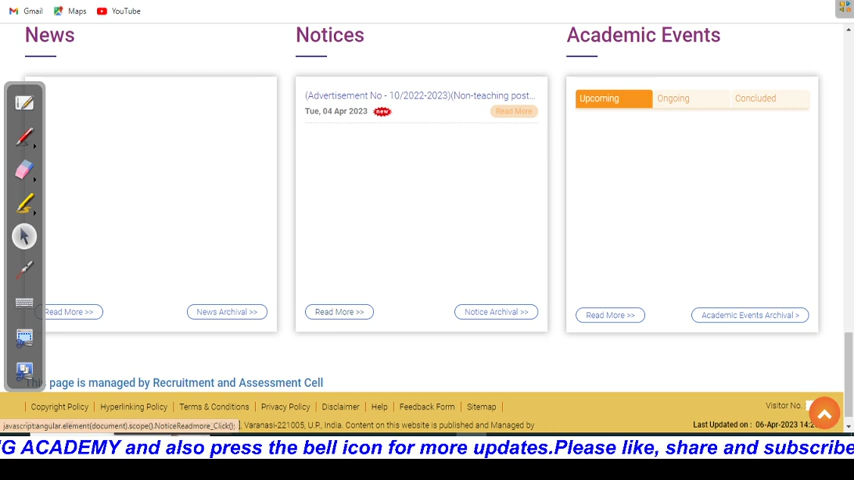 Gmail Maps YouTube
News Notices Academic Events
(Advertisement No - 10/2022-2023)(Non-teaching post...
Tue, 04 Apr 2023 new Read More
Upcoming Ongoing Concluded
Read More >> News Archival >> Read More >> Notice Archival >> Read More >> Academic Events Archival >
page is managed by Recruitment and Assessment Cell
Copyright Policy | Hyperlinking Policy | Terms & Conditions | Privacy Policy | Disclaimer | Help | Feedback Form | Sitemap Visitor No.
javascript:angular.element(document).scope().NoticeReadmore_Click(); ], Varanasi-221005, U.P., India. Content on this website is published and Managed by
Last Updated on : 06-Apr-2023
G ACADEMY and also press the bell icon for more updates.Please like, share and subscribe